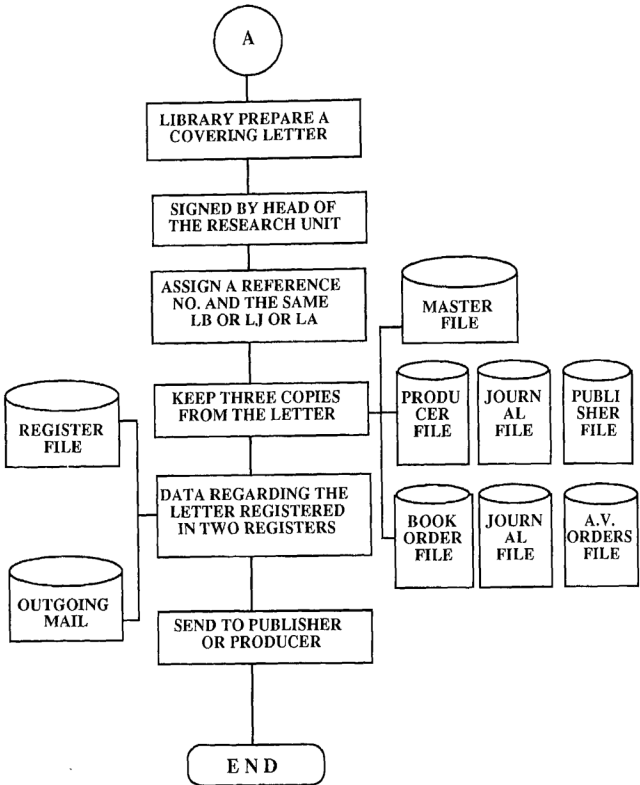 A
LIBRARY PREPARE A
COVERING LETTER
SIGNED BY HEAD OF
THE RESEARCH UNIT
ASSIGN A REFERENCE
NO. AND THE SAME
LB OR LJ OR LA
MASTER
FILE
KEEP THREE COPIES
FROM THE LETTER
PRODU
CER
FILE
JOURN
AL
FILE
PUBLI
SHER
FILE
REGISTER
FILE
DATA REGARDING THE
LETTER REGISTERED
IN TWO REGISTERS
BOOK
ORDER
FILE
JOURN
AL
FILE
A.V.
ORDERS
FILE
OUTGOING
MAIL
SEND TO PUBLISHER
OR PRODUCER
END